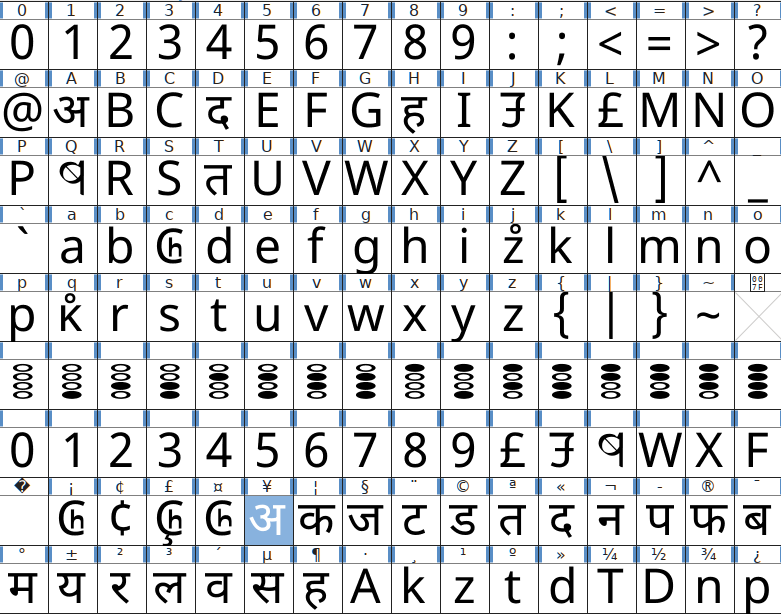 0 1 2 3 4 5 6 7 8 9 : ; < = > ?
0 1 2 3 4 5 6 7 8 9 : ; < = > ?
@ A B C D E F G H I J K L M N O
@ अ B C द E F G ह I K £ M N O
P Q R S T U V W X Y Z [ \ ] ^ _
P R S त U V W X Y Z [ \ ] ^ _
` a b c d e f g h i j k l m n o
` a b d e f g h i z̊ k l m n o
p q r s t u v w x y z { | } ~
p k̊ r s t u v w x y z { | } ~
0 1 2 3 4 5 6 7 8 9 £ W X F
� ¡ ¢ £ ¤ ¥ ¦ § ¨ © ª « ¬ - ® ¯
¢ अ क ज ट ड त द न प फ ब
° ± ² ³ ´ µ ¶ · ¸ ¹ º » ¼ ½ ¾ ¿
म य र ल व स ह A k z t d T D n p